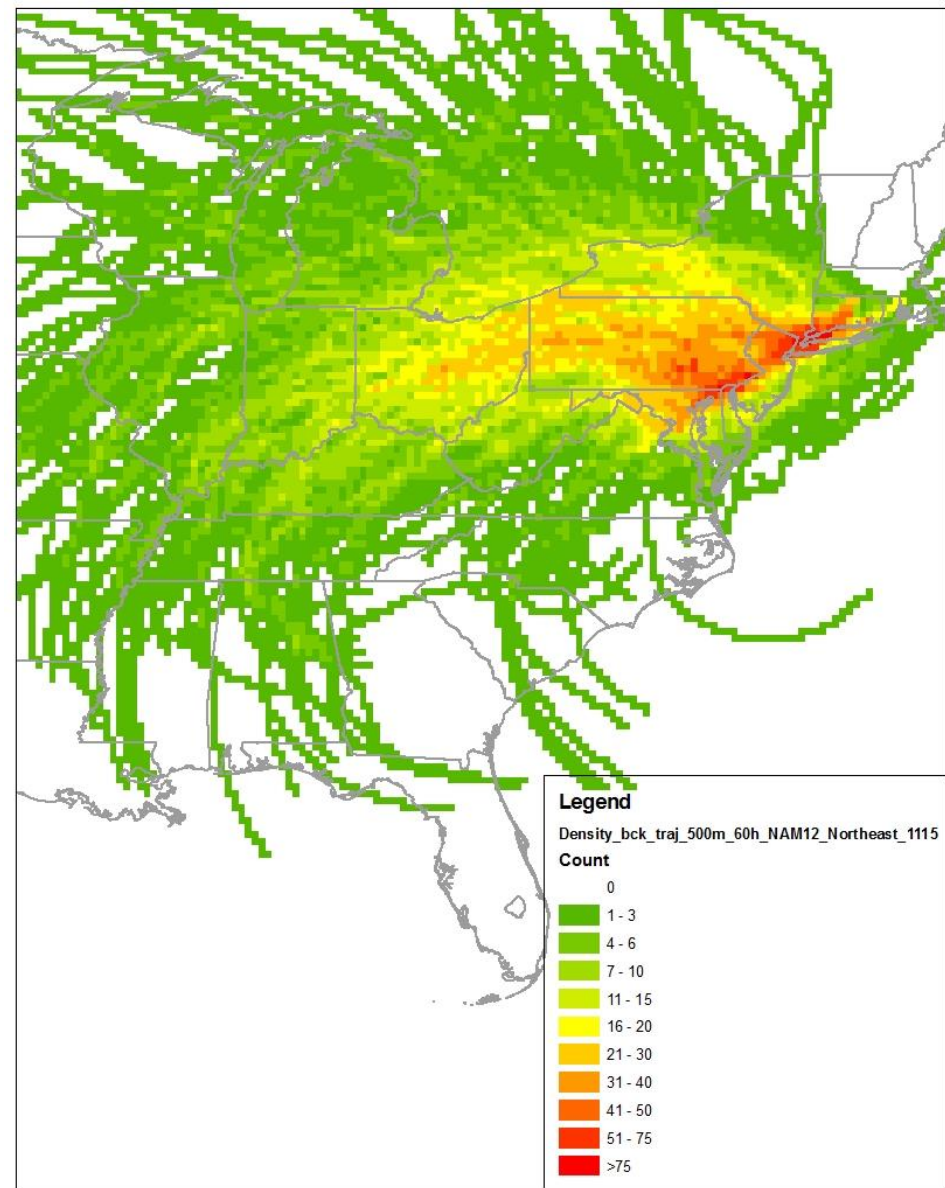 Legend
Density_bck_traj_500m_60h_NAM12_Northeast_1115
Count
0
1 - 3
4 - 6
7 - 10
11 - 15
16 - 20
21 - 30
31 - 40
41 - 50
51 - 75
>75